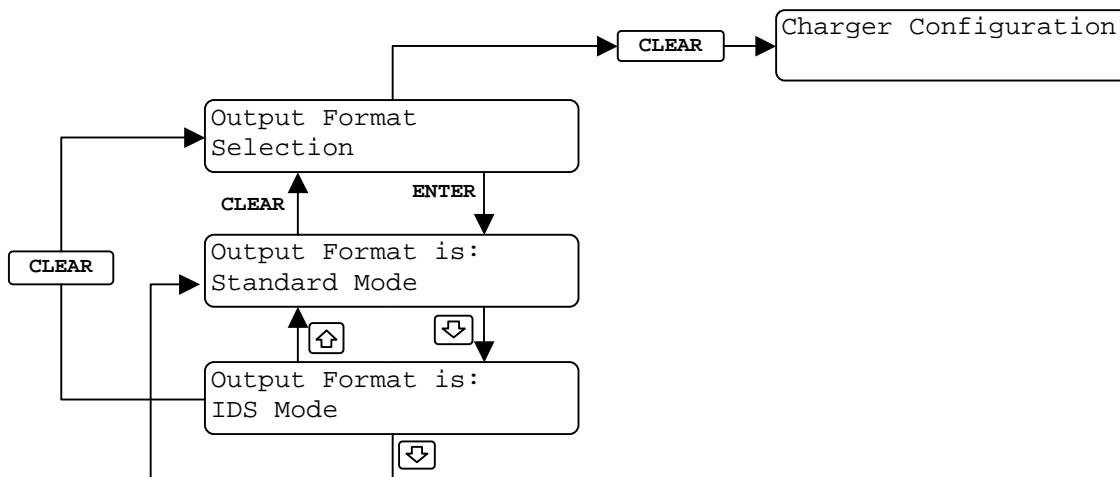 Charger Configuration
CLEAR
Output Format
Selection
CLEAR
ENTER
Output Format is:
Standard Mode
CLEAR
Output Format is:
IDS Mode